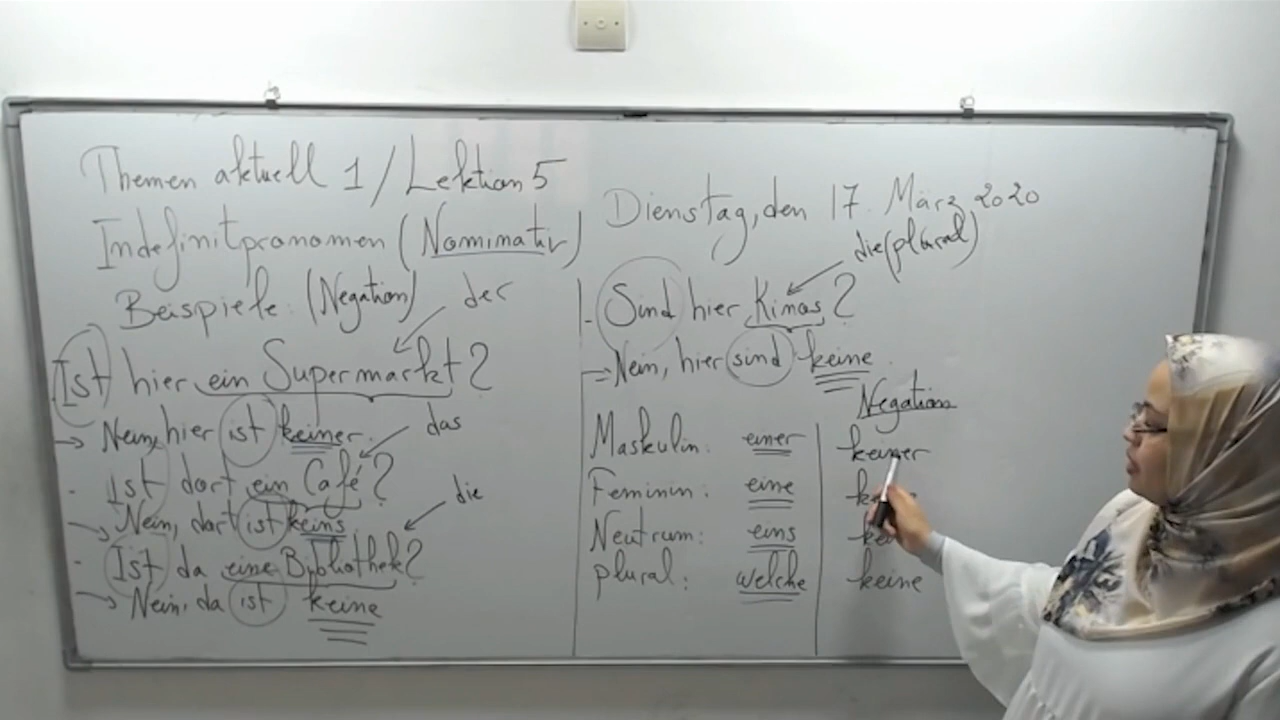 Themen aktuell 1 / Lektion 5
Indefinitpronomen (Nominativ)
Beispiele: (Negation)
der
Ist hier ein Supermarkt?
→ Nein, hier ist keiner.
das
- Ist dort ein Café?
→ Nein, dort ist keins
die
- Ist da eine Bibliothek?
→ Nein, da ist keine
Dienstag, den 17. März 2020
die (plural)
- Sind hier Kinos?
→ Nein, hier sind keine.
Negation
Maskulin: einer keiner
Feminin: eine
Neutrum: eins
plural: welche keine